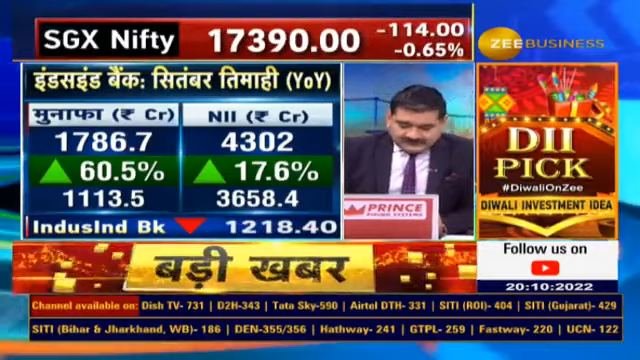 SGX Nifty 17390.00 -114.00 -0.65%
ZEE BUSINESS
इंडसइंड बैंक: सितंबर तिमाही (YoY)
मुनाफा (₹ Cr) NII (₹ Cr)
1786.7 4302
60.5% 17.6%
1113.5 3658.4
IndusInd Bk 1218.40
PRINCE
PIPING SYSTEMS
DII
PICK
#DiwaliOnZee
DIWALI INVESTMENT IDEA
बड़ी खबर
Follow us on
20:10:2022
Channel available on: Dish TV- 731 | D2H-343 | Tata Sky-590 | Airtel DTH- 331 | SITI (ROI)- 404 | SITI (Gujarat)- 429
SITI (Bihar & Jharkhand, WB)- 186 | DEN-355/356 | Hathway- 241 | GTPL- 259 | Fastway- 220 | UCN- 122